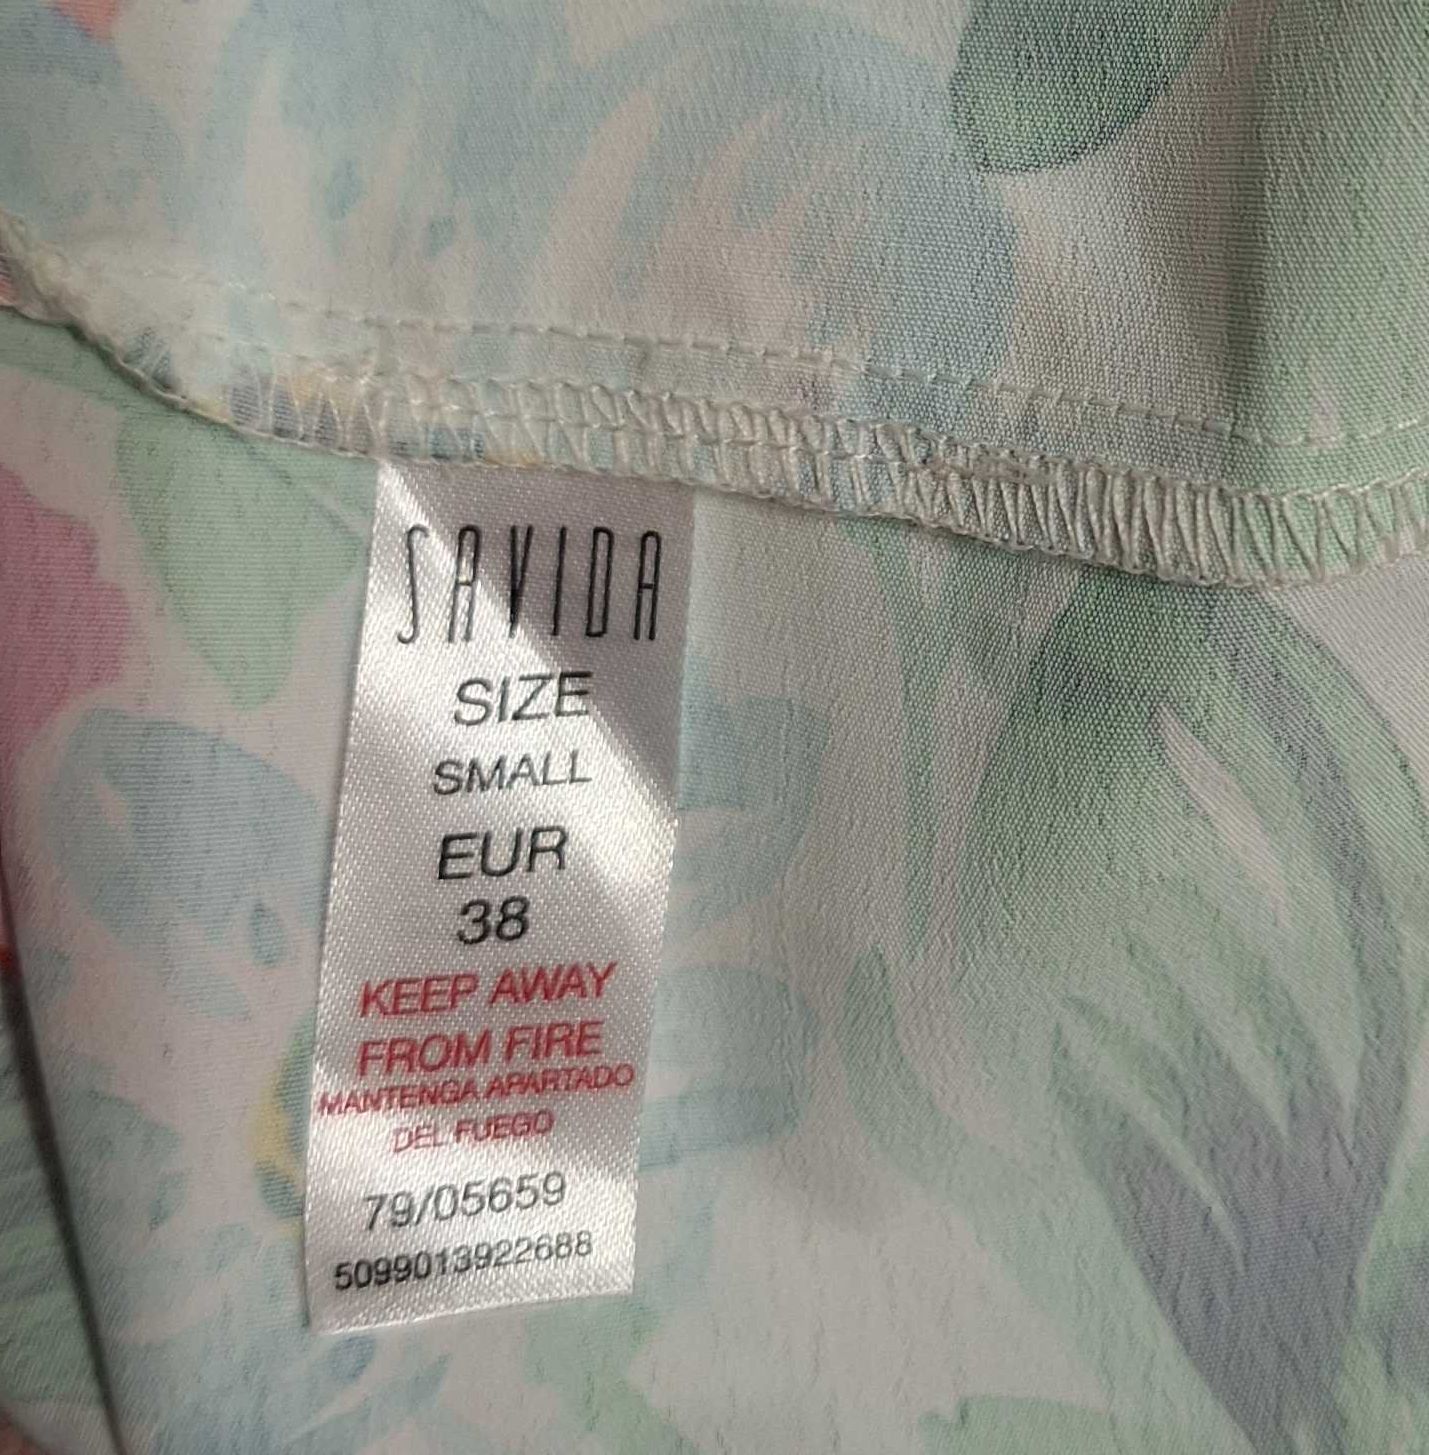 SAVIDA
SIZE
SMALL
EUR
38
KEEP AWAY
FROM FIRE
MANTENGA APARTADO
DEL FUEGO
79/05659
5099013922688